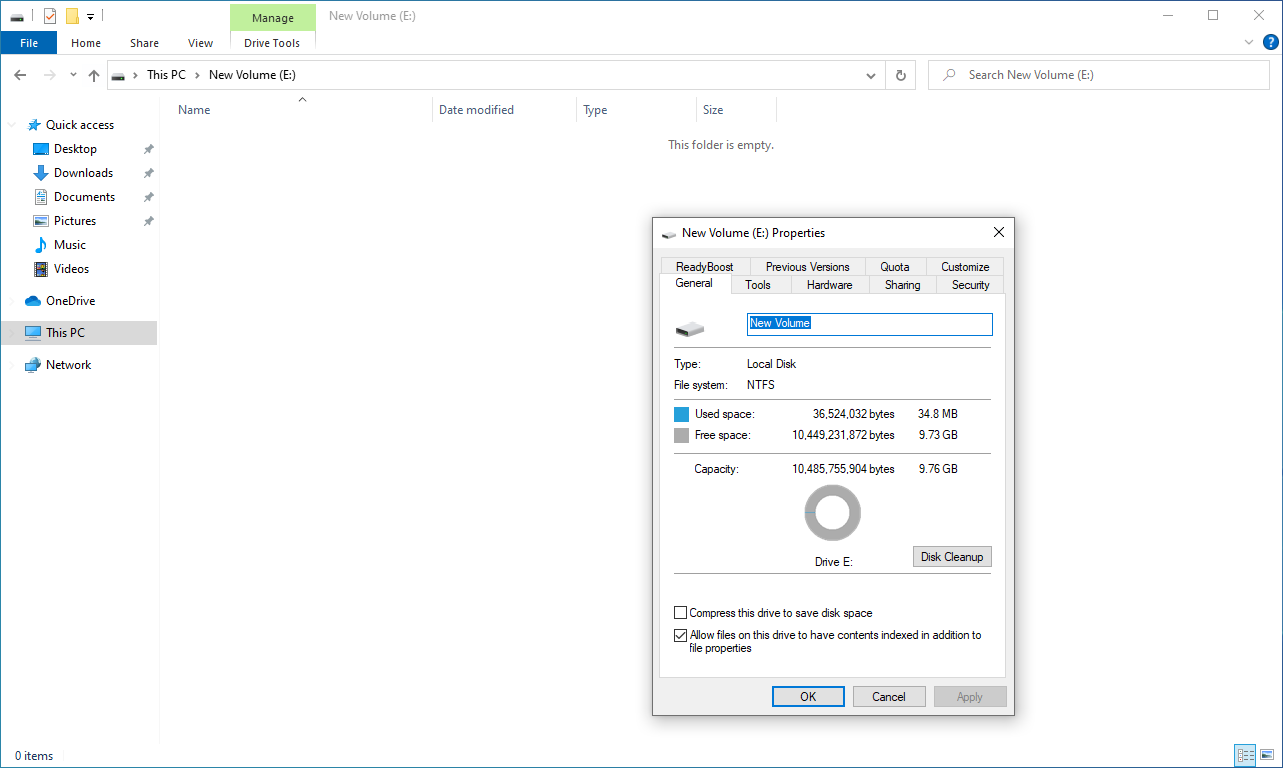 Manage
New Volume (E:)
File
Home
Share
View
Drive Tools
?
This PC
New Volume (E:)
Search New Volume (E:)
Name
Date modified
Type
Size
Quick access
Desktop
Downloads
Documents
Pictures
Music
Videos
OneDrive
This PC
Network
This folder is empty.
New Volume (E:) Properties
ReadyBoost
Previous Versions
Quota
Customize
General
Tools
Hardware
Sharing
Security
New Volume
Type: Local Disk
File system: NTFS
Used space: 36,524,032 bytes 34.8 MB
Free space: 10,449,231,872 bytes 9.73 GB
Capacity: 10,485,755,904 bytes 9.76 GB
Drive E:
Disk Cleanup
Compress this drive to save disk space
Allow files on this drive to have contents indexed in addition to
file properties
OK
Cancel
Apply
0 items